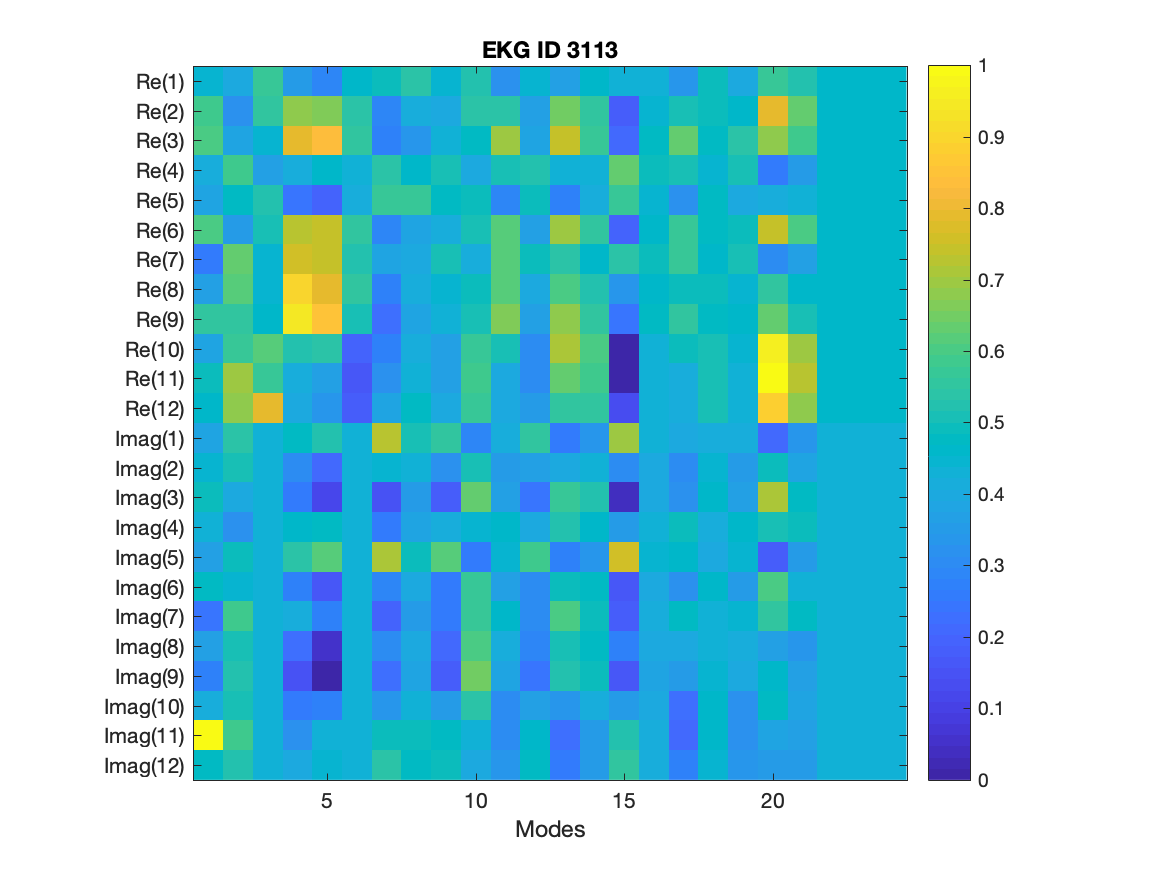 EKG ID 3113
Re(1)
Re(2)
Re(3)
Re(4)
Re(5)
Re(6)
Re(7)
Re(8)
Re(9)
Re(10)
Re(11)
Re(12)
Imag(1)
Imag(2)
Imag(3)
Imag(4)
Imag(5)
Imag(6)
Imag(7)
Imag(8)
Imag(9)
Imag(10)
Imag(11)
Imag(12)
5 10 15 20
Modes
1
0.9
0.8
0.7
0.6
0.5
0.4
0.3
0.2
0.1
0